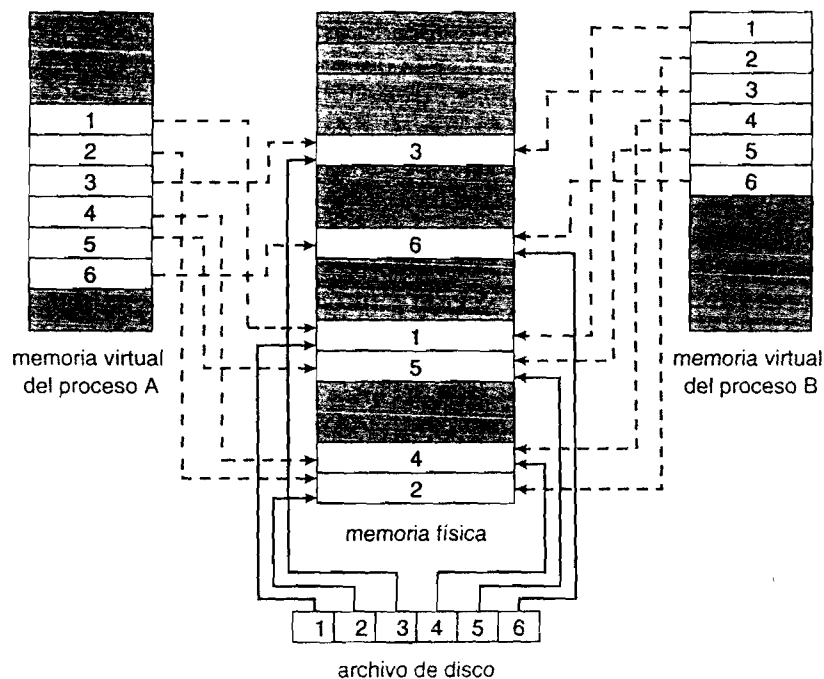 1
2
3
4
5
6
memoria virtual
del proceso A
3
6
1
5
4
2
memoria física
1
2
3
4
5
6
memoria virtual
del proceso B
1 2 3 4 5 6
archivo de disco